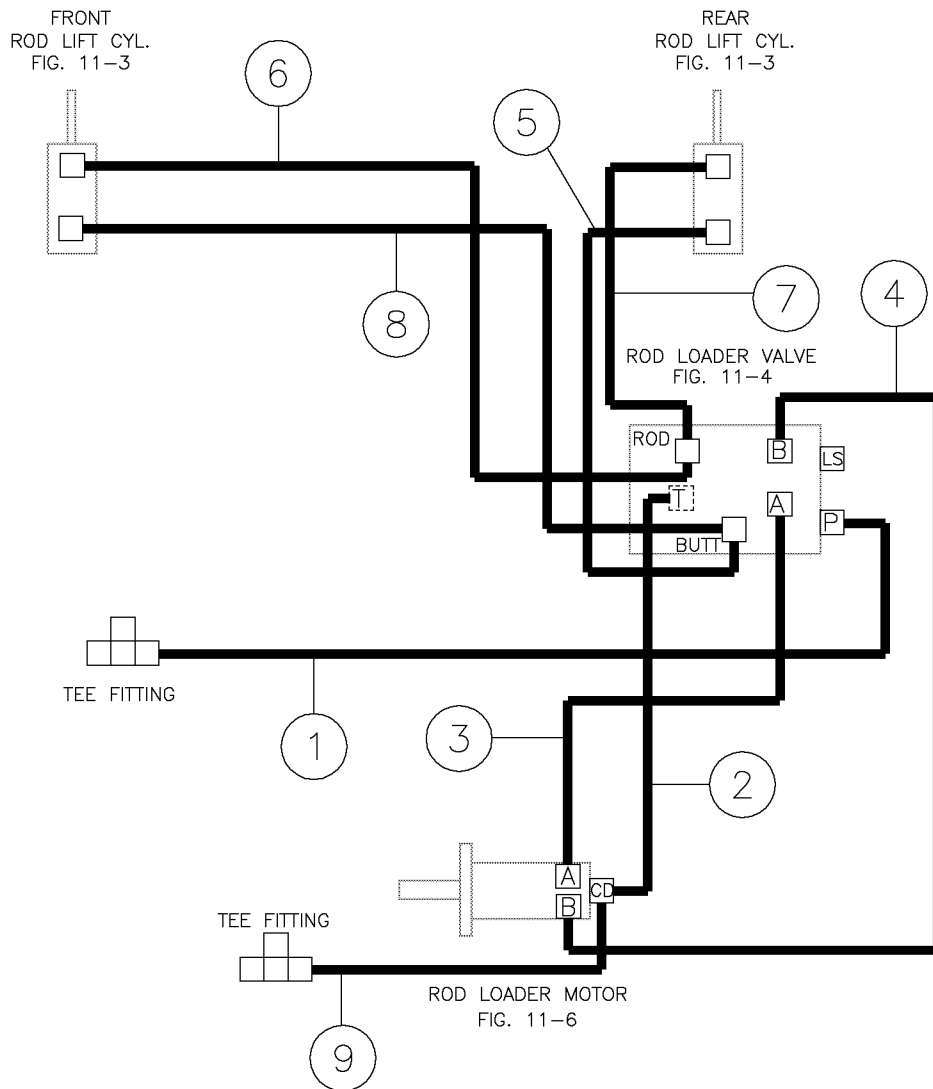 FRONT
ROD LIFT CYL.
FIG. 11-3
REAR
ROD LIFT CYL.
FIG. 11-3
6
5
8
7
4
ROD LOADER VALVE
FIG. 11-4
ROD
B
LS
T
A
P
BUTT
TEE FITTING
1
3
2
A
CD
B
TEE FITTING
ROD LOADER MOTOR
FIG. 11-6
9